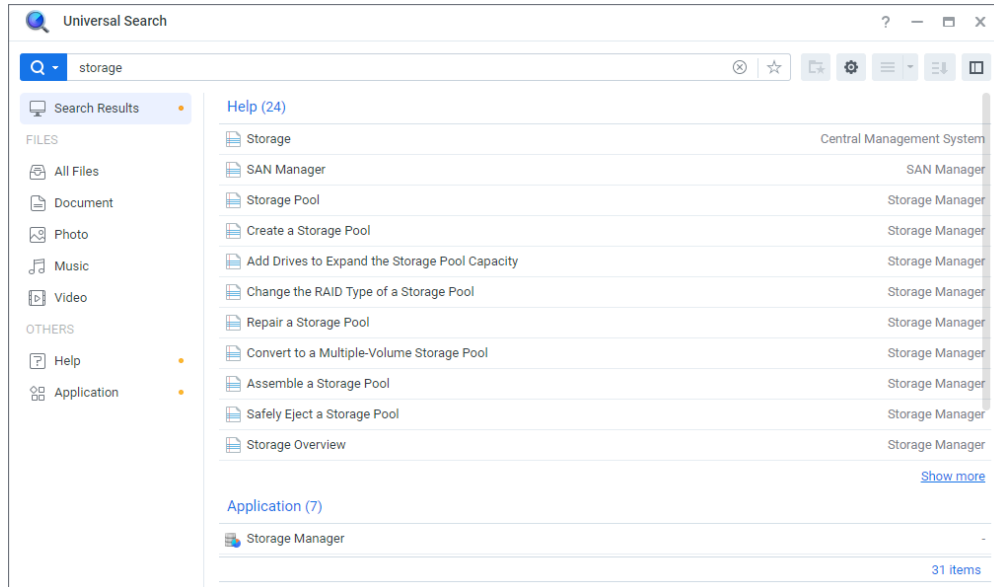 Universal Search
storage
Search Results
FILES
All Files
Document
Photo
Music
Video
OTHERS
Help
Application
Help (24)
Storage Central Management System
SAN Manager SAN Manager
Storage Pool Storage Manager
Create a Storage Pool Storage Manager
Add Drives to Expand the Storage Pool Capacity Storage Manager
Change the RAID Type of a Storage Pool Storage Manager
Repair a Storage Pool Storage Manager
Convert to a Multiple-Volume Storage Pool Storage Manager
Assemble a Storage Pool Storage Manager
Safely Eject a Storage Pool Storage Manager
Storage Overview Storage Manager
Show more
Application (7)
Storage Manager -
31 items